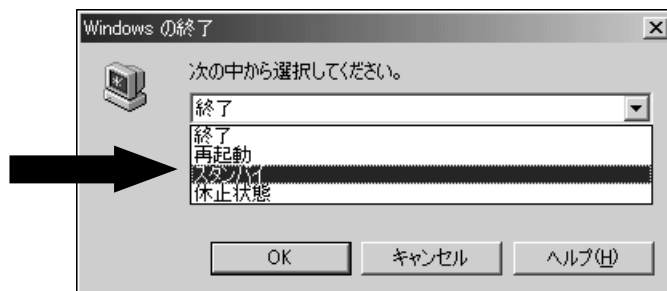 Windows の終了
次の中から選択してください。
終了
終了
再起動
スタンバイ
休止状態
OK
キャンセル
ヘルプ(H)